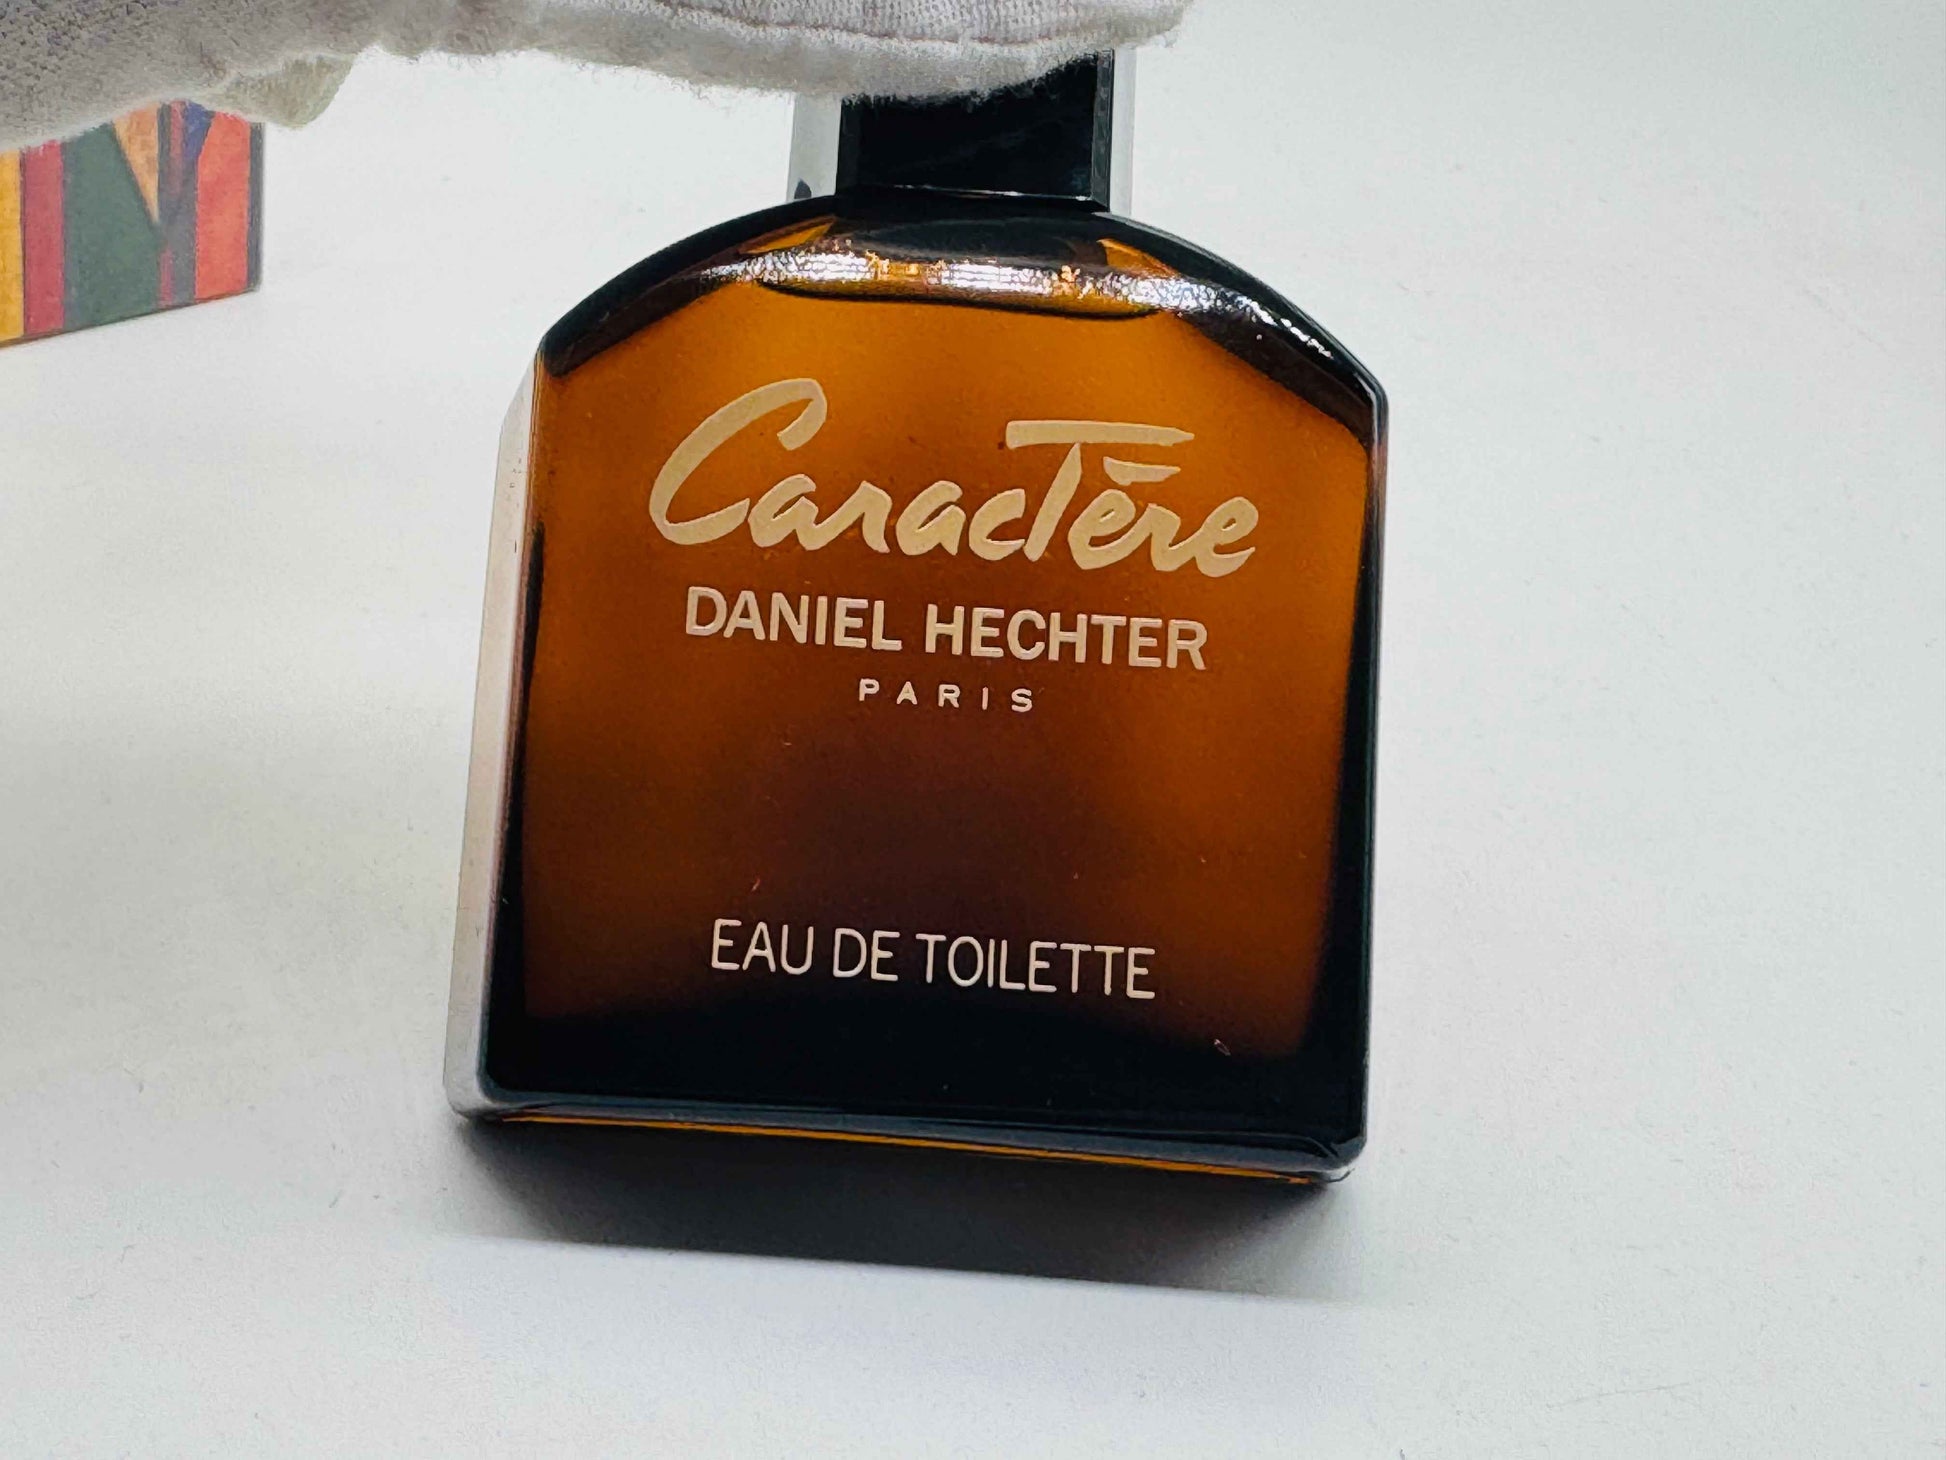 Caractère
DANIEL HECHTER
PARIS
EAU DE TOILETTE